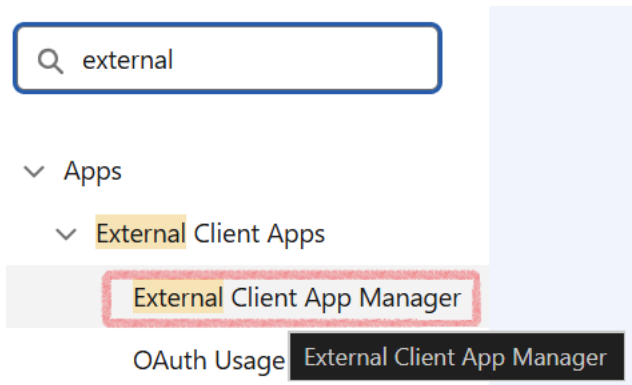 external
Apps
External Client Apps
External Client App Manager
OAuth Usage
External Client App Manager